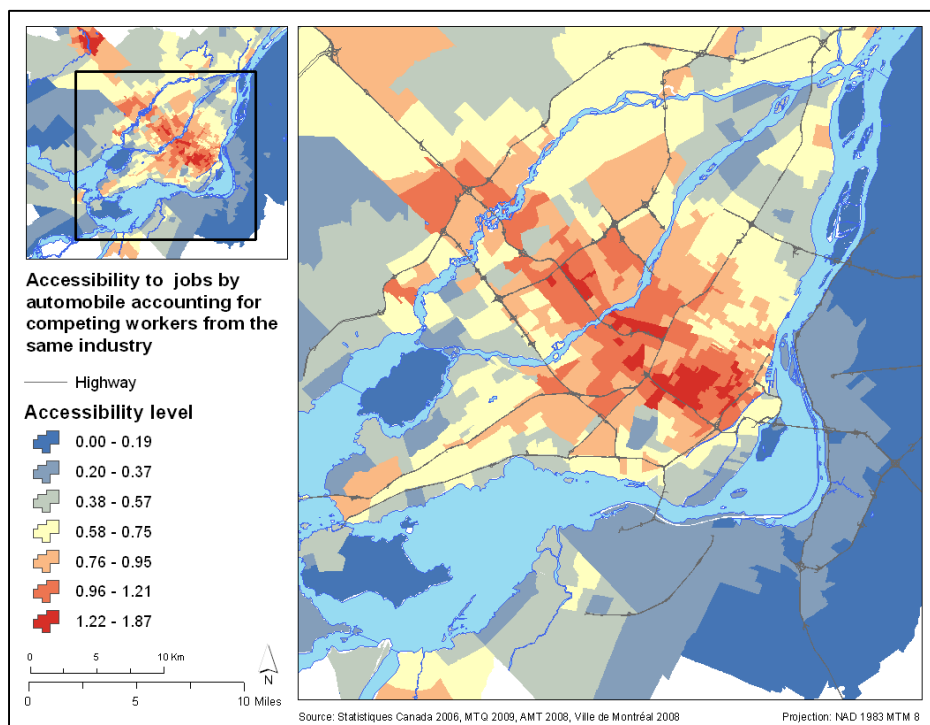 Accessibility to jobs by
automobile accounting for
competing workers from the
same industry
Highway
Accessibility level
0.00 - 0.19
0.20 - 0.37
0.38 - 0.57
0.58 - 0.75
0.76 - 0.95
0.96 - 1.21
1.22 - 1.87
0 5 10 Km
N
0 5 10 Miles
Source: Statistiques Canada 2006, MTQ 2009, AMT 2008, Ville de Montréal 2008 Projection: NAD 1983 MTM 8